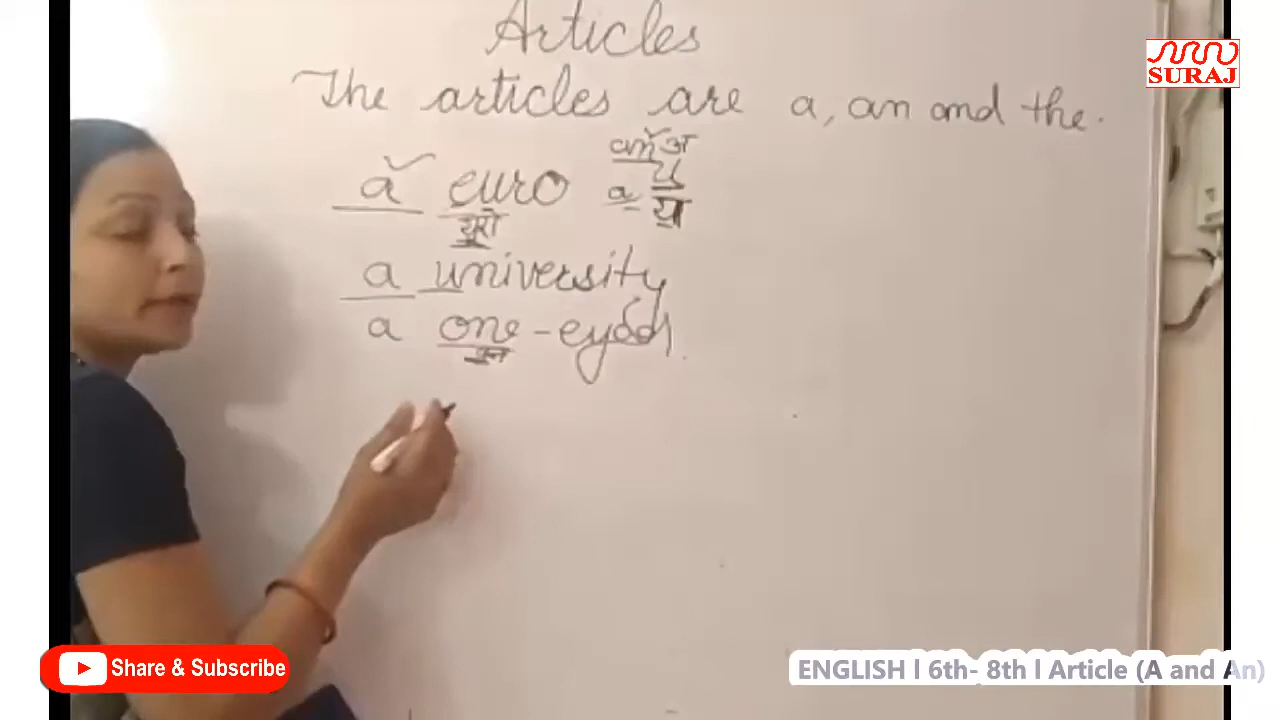 Articles
The articles are a, an and the.
an अ
a euro a य
यूरो
a university
a one-eyed
वन
SURAJ
Share & Subscribe
ENGLISH l 6th- 8th l Article (A and An)